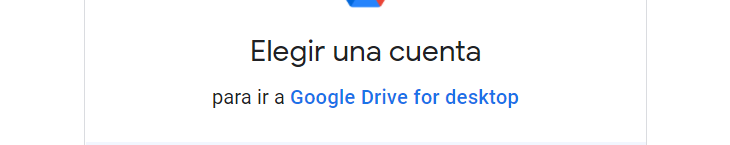 Elegir una cuenta
para ir a Google Drive for desktop